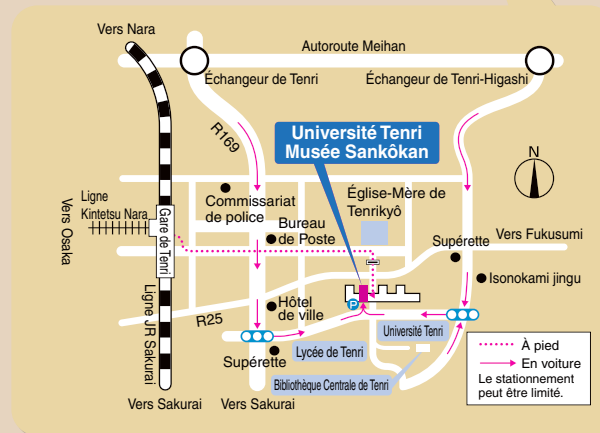 Vers Nara
Autoroute Meihan
Échangeur de Tenri
Échangeur de Tenri-Higashi
R169
Université Tenri
Musée Sankôkan
N
Commissariat
de police
Église-Mère de
Tenrikyô
Ligne
Kintetsu Nara
Vers Osaka
Gare de Tenri
Bureau
de Poste
Supérette
Vers Fukusumi
Isonokami jingu
Ligne JR Sakurai
P
Hôtel
de ville
R25
Université Tenri
Lycée de Tenri
Supérette
Bibliothèque Centrale de Tenri
À pied
En voiture
Le stationnement
peut être limité.
Vers Sakurai
Vers Sakurai